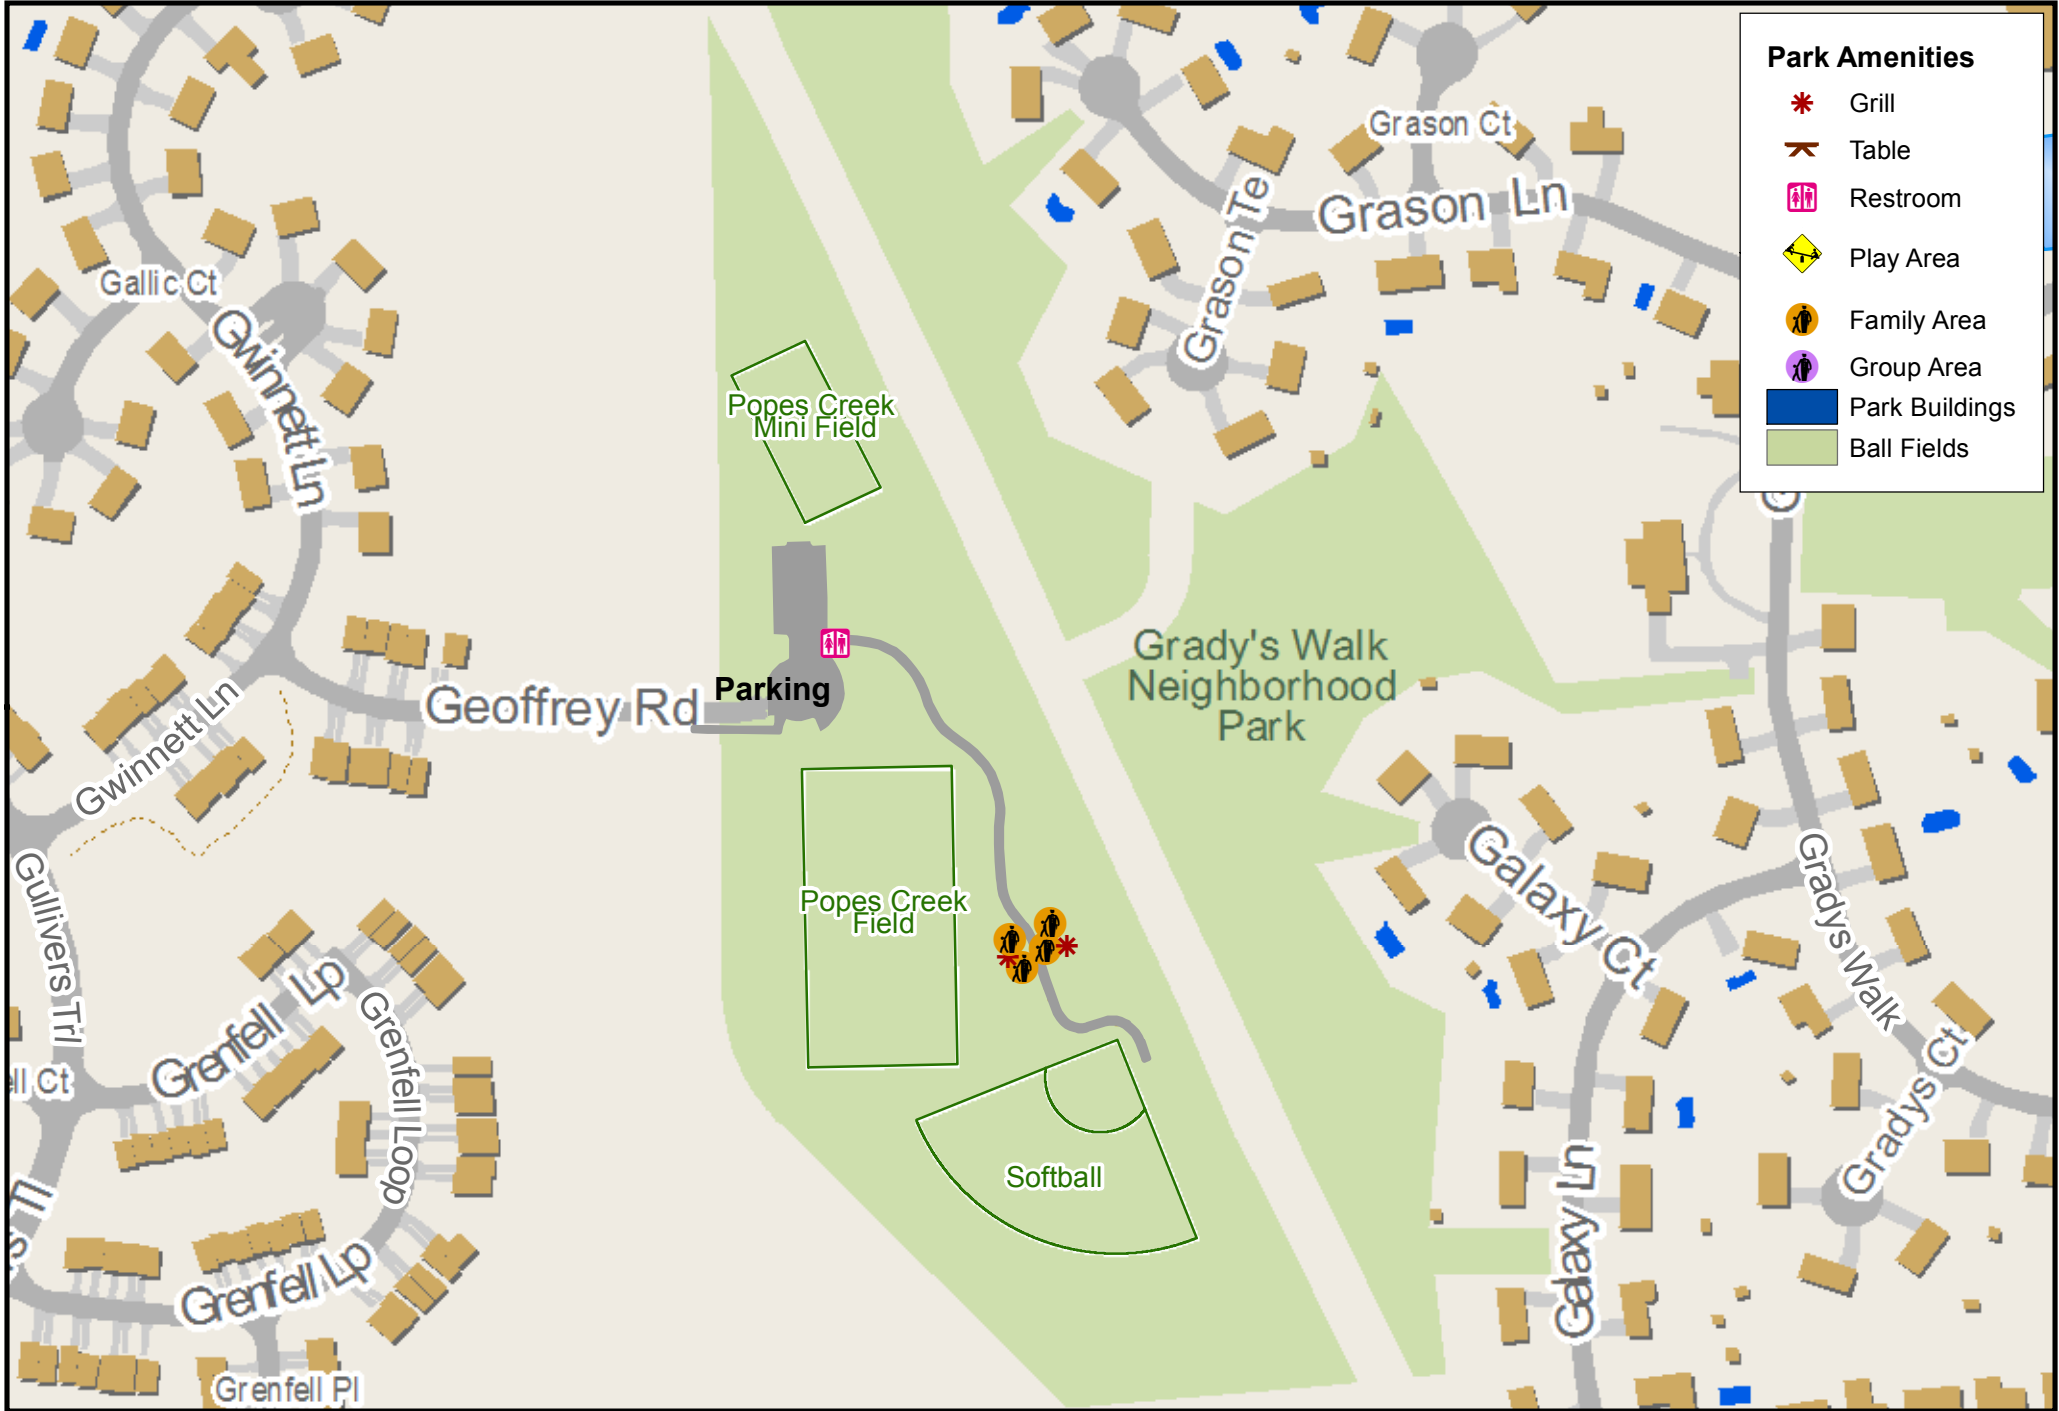 Park Amenities
Grill
Table
Restroom
Play Area
Family Area
Group Area
Park Buildings
Ball Fields
Grason Ct
Grason Ln
Grason Te
Gallic Ct
Gwinnett Ln
Popes Creek
Mini Field
Grady's Walk
Neighborhood
Park
Parking
Geoffrey Rd
Gwinnett Ln
Gullivers Trl
Popes Creek
Field
Galaxy Ct
Gradys Walk
Grenfell Lp
Grenfell Loop
ell Ct
Gradys Ct
Softball
Galaxy Ln
s Tl
Grenfell Lp
Grenfell Pl
G